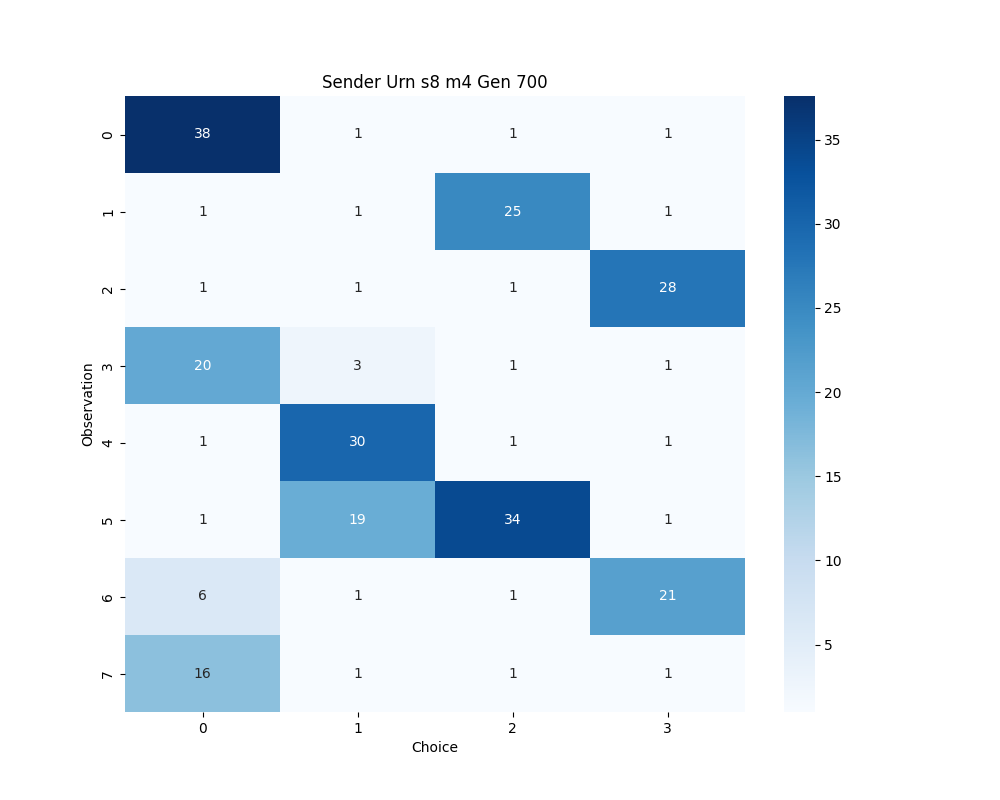 Sender Urn s8 m4 Gen 700
0 38 1 1 1
1 1 1 25 1
2 1 1 1 28
3 20 3 1 1
4 1 30 1 1
5 1 19 34 1
6 6 1 1 21
7 16 1 1 1
0 1 2 3
Choice
Observation
35
30
25
20
15
10
5